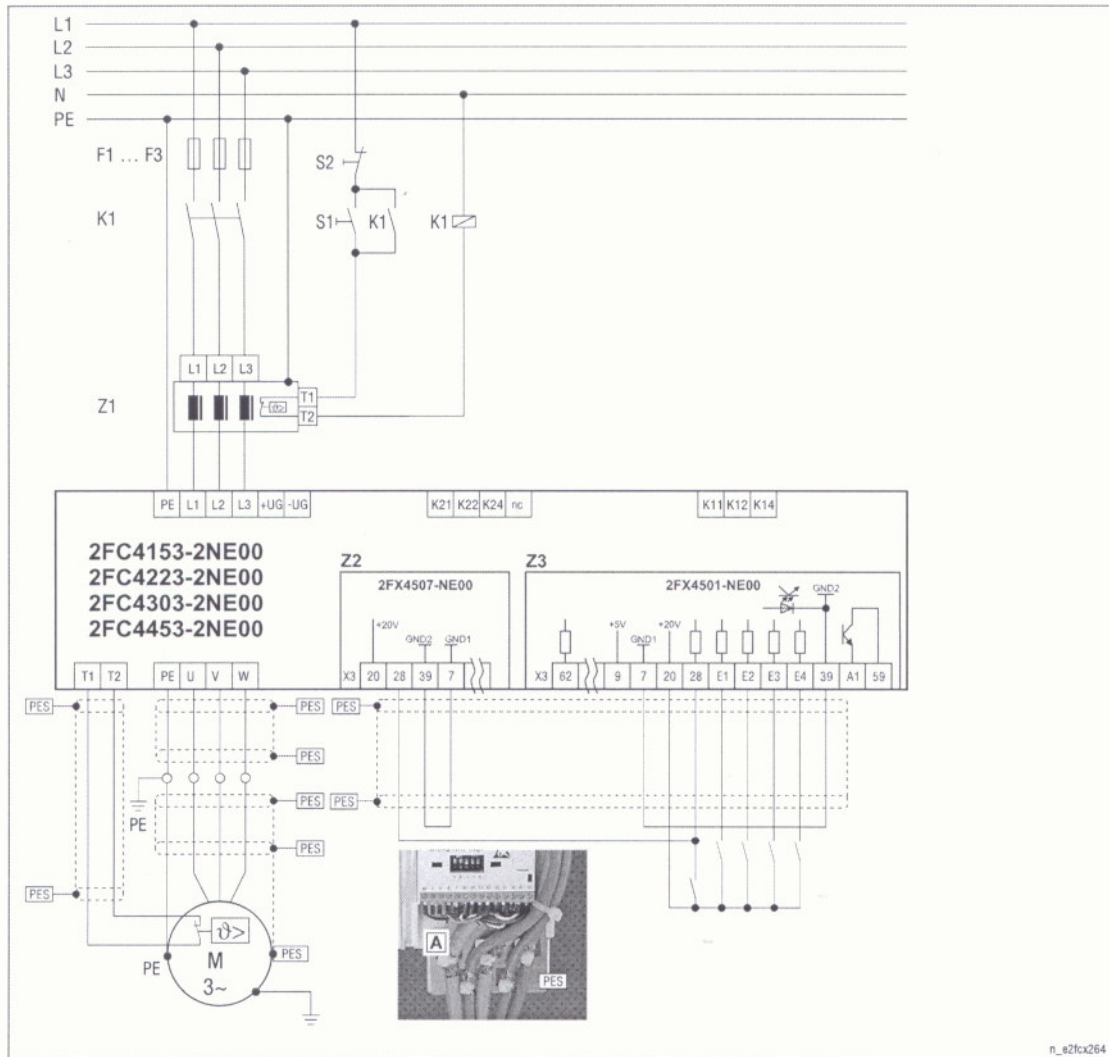 L1
L2
L3
N
PE
F1 ... F3
S2
K1
S1
K1
K1
L1 L2 L3
Z1
T1
T2
ϑ>
PE L1 L2 L3 +UG -UG
K21 K22 K24 nc
K11 K12 K14
2FC4153-2NE00
2FC4223-2NE00
2FC4303-2NE00
2FC4453-2NE00
Z2
2FX4507-NE00
+20V
GND2
GND1
X3 20 28 39 7
Z3
2FX4501-NE00
GND2
+5V
GND1
+20V
X3 62 9 7 20 28 E1 E2 E3 E4 39 A1 59
T1 T2
PE U V W
PES
PES
PES
PES
PES
PES
PE
PES
PES
ϑ>
M
3~
PE
PES
A
PES
n_e2fcx264